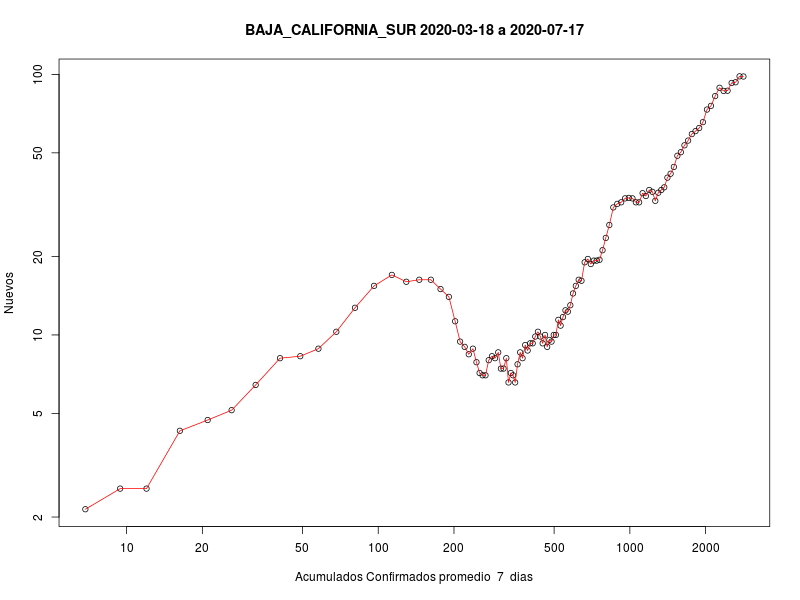 BAJA_CALIFORNIA_SUR 2020-03-18 a 2020-07-17
100
50
20
10
5
2
Nuevos
10 20 50 100 200 500 1000 2000
Acumulados Confirmados promedio 7 dias